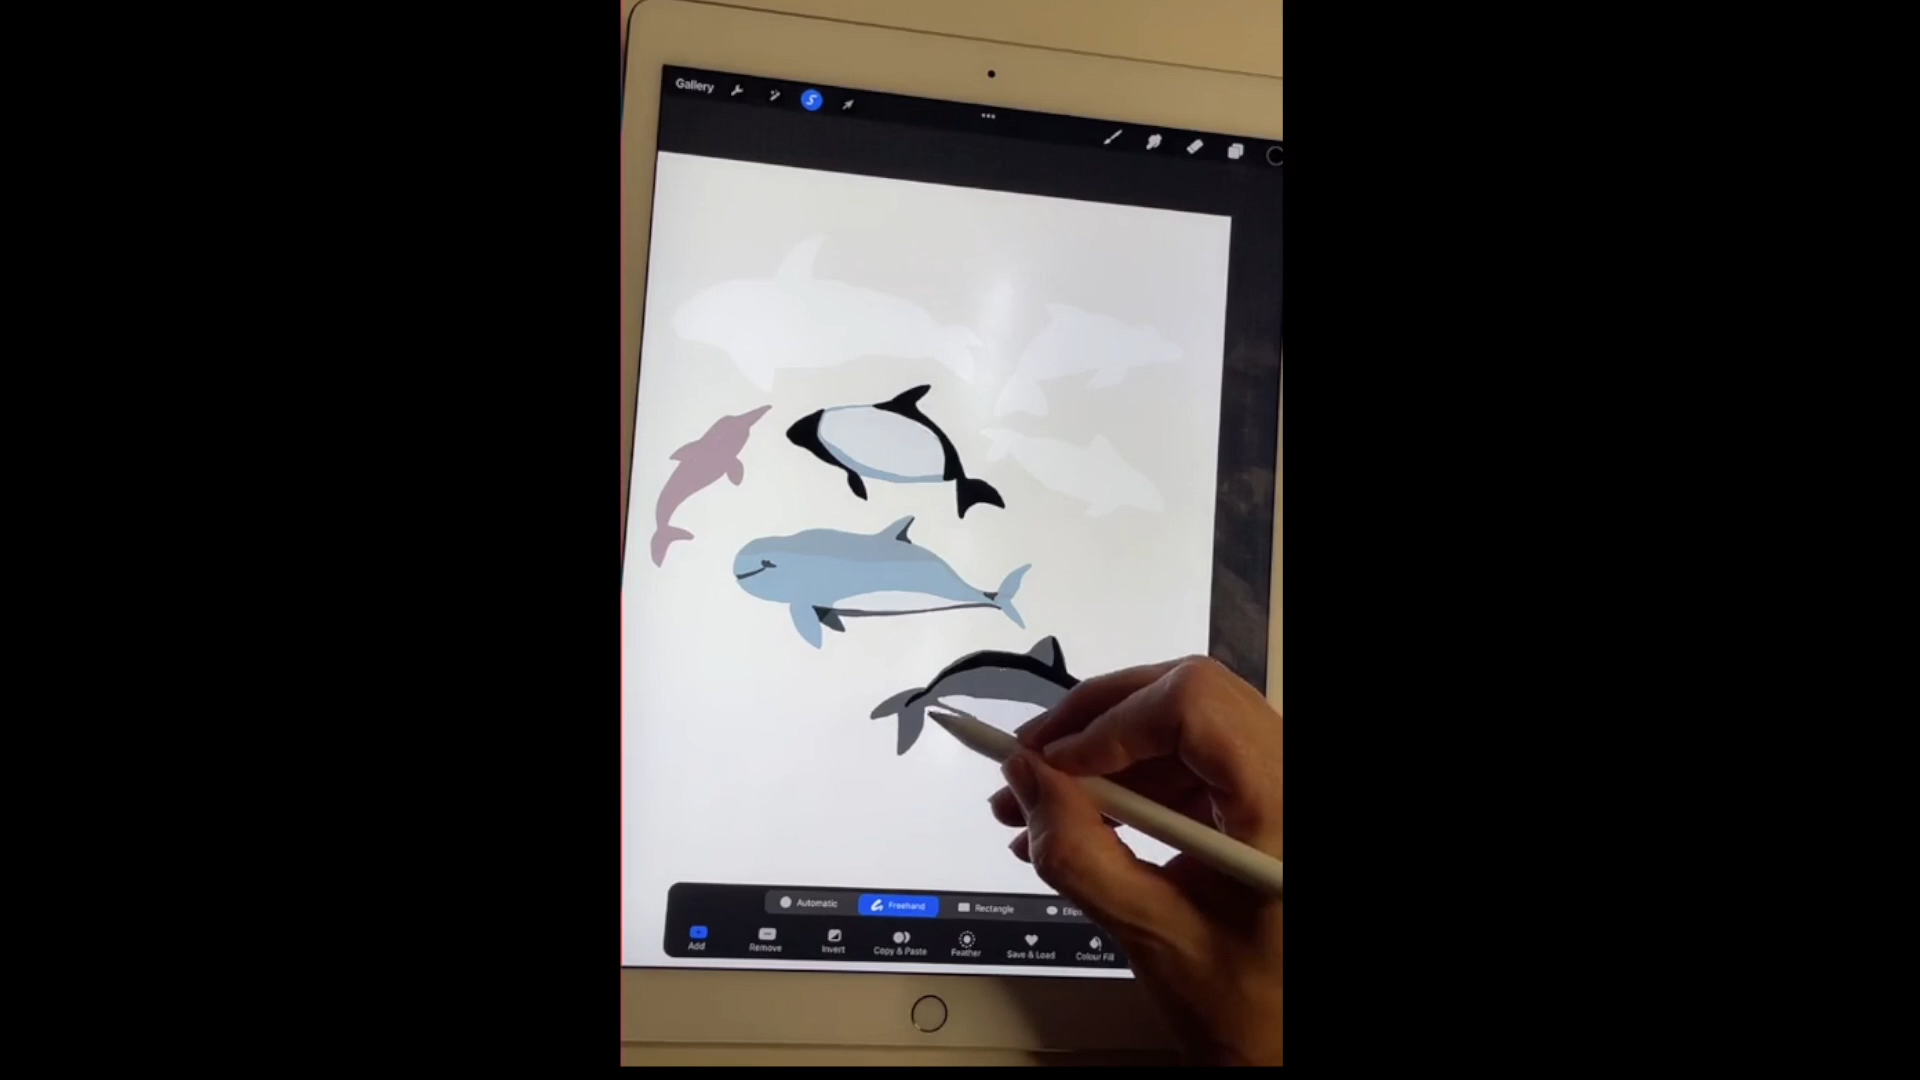 Gallery
Automatic Freehand Rectangle
Add Remove Invert Copy & Paste Feather Save & Load Colour Fill